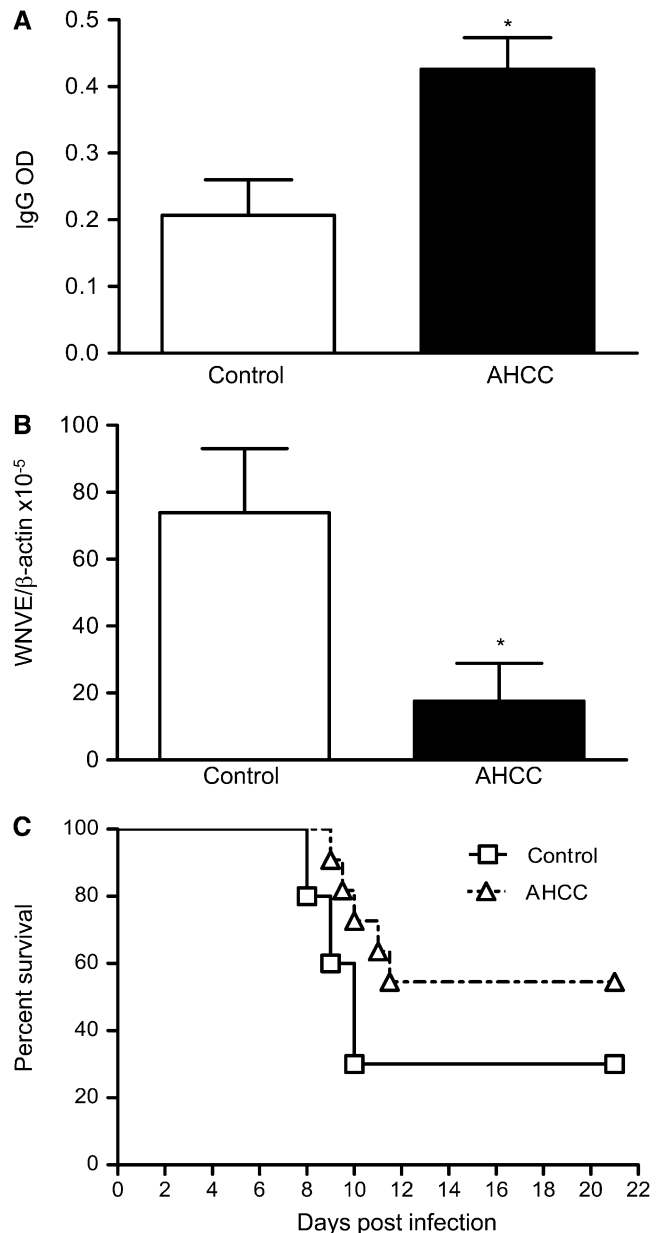 A
0.5
*
0.4
0.3
IgG OD
0.2
0.1
0.0
Control AHCC
B
100
80
WNVE/β-actin x10⁻⁵
60
40
*
20
0
Control AHCC
C
100
Control
80
AHCC
60
Percent survival
40
20
0
0 2 4 6 8 10 12 14 16 18 20 22
Days post infection